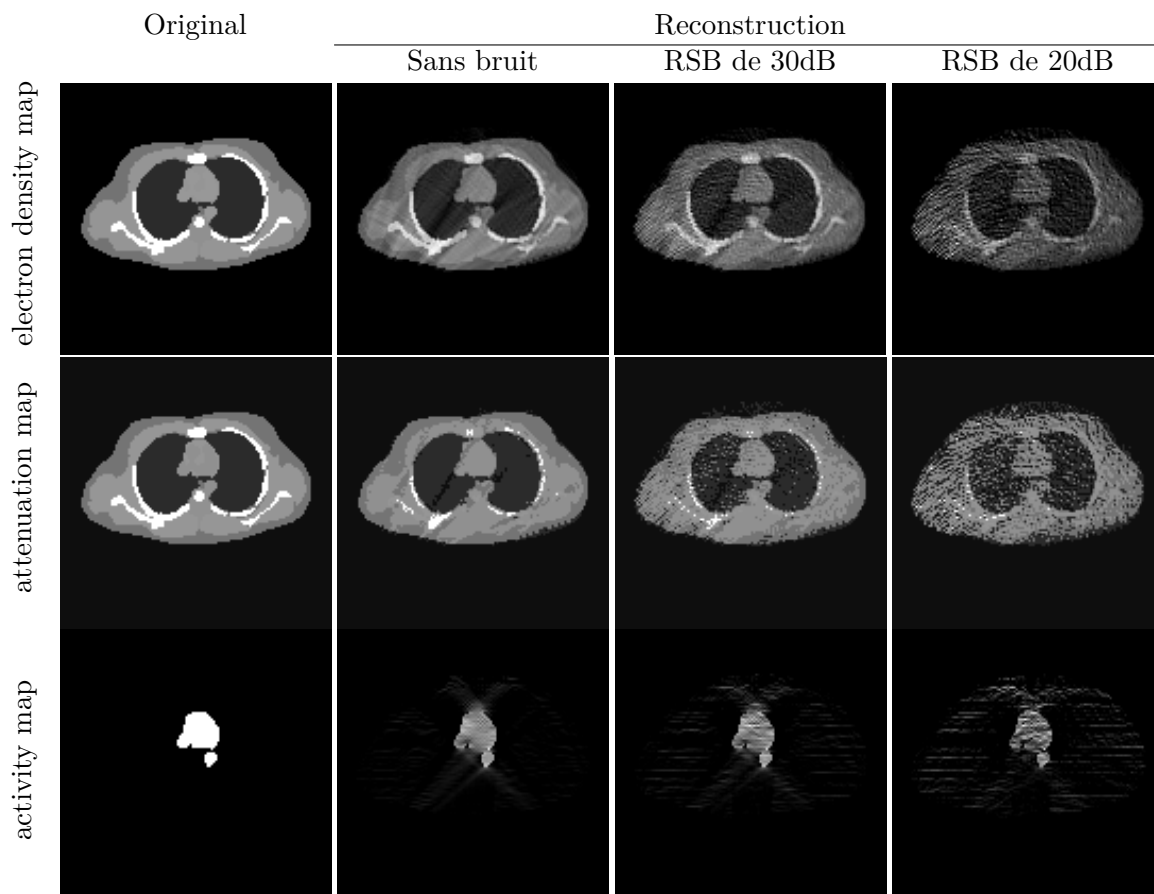 Original
Reconstruction
Sans bruit
RSB de 30dB
RSB de 20dB
electron density map
attenuation map
activity map